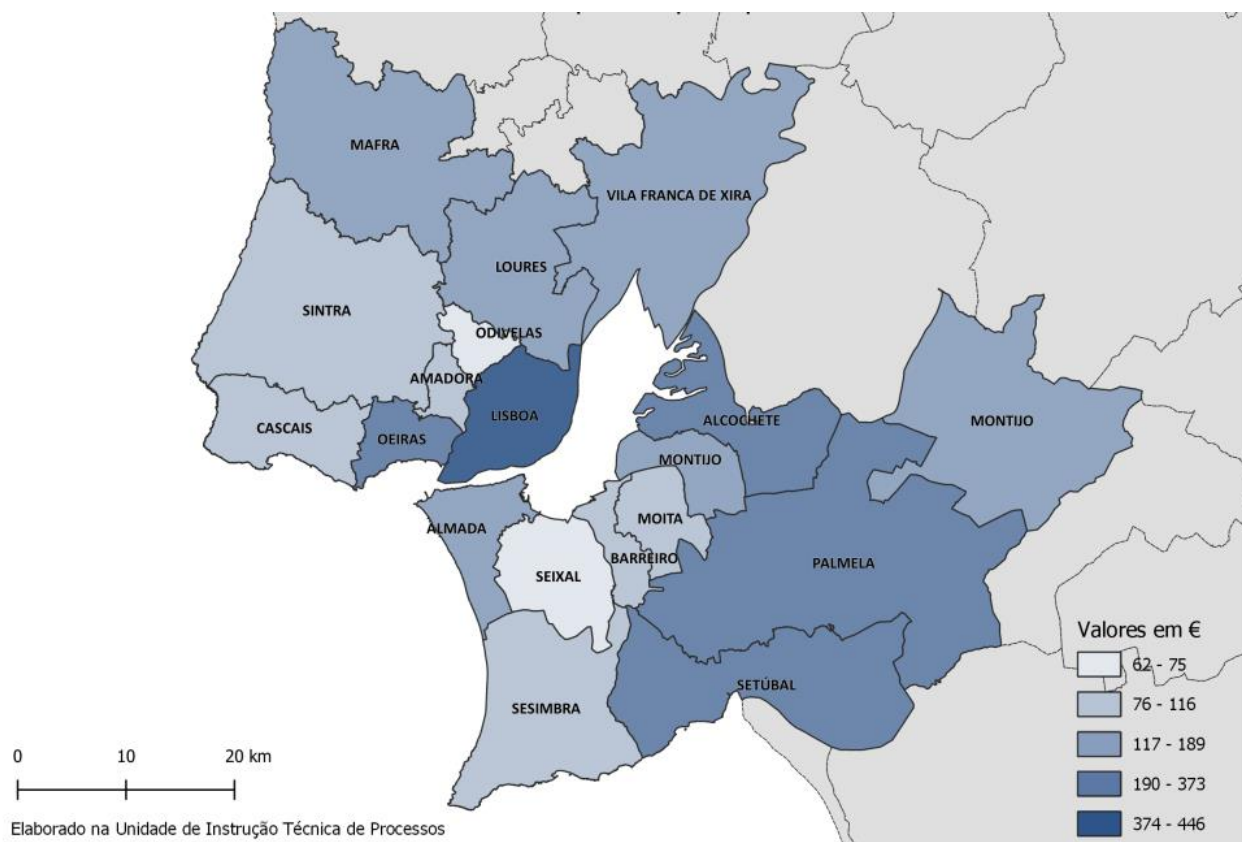 MAFRA
VILA FRANCA DE XIRA
LOURES
SINTRA
ODIVELAS
AMADORA
LISBOA
CASCAIS
OEIRAS
ALCOCHETE
MONTIJO
MONTIJO
MOITA
ALMADA
BARREIRO
SEIXAL
PALMELA
SETÚBAL
SESIMBRA
Valores em €
62 - 75
76 - 116
117 - 189
190 - 373
374 - 446
0 10 20 km
Elaborado na Unidade de Instrução Técnica de Processos